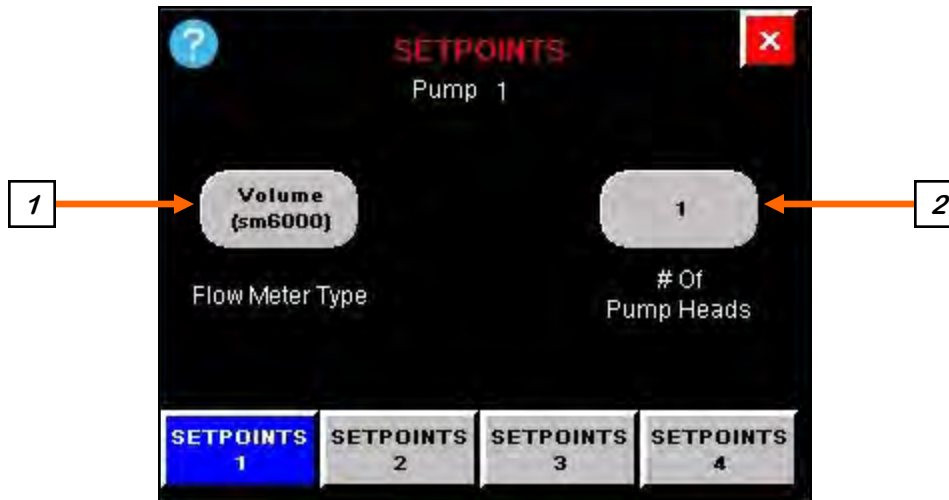 ?
SETPOINTS
X
Pump 1
1
Volume
(sm6000)
1
2
Flow Meter Type
# Of
Pump Heads
SETPOINTS
1
SETPOINTS
2
SETPOINTS
3
SETPOINTS
4